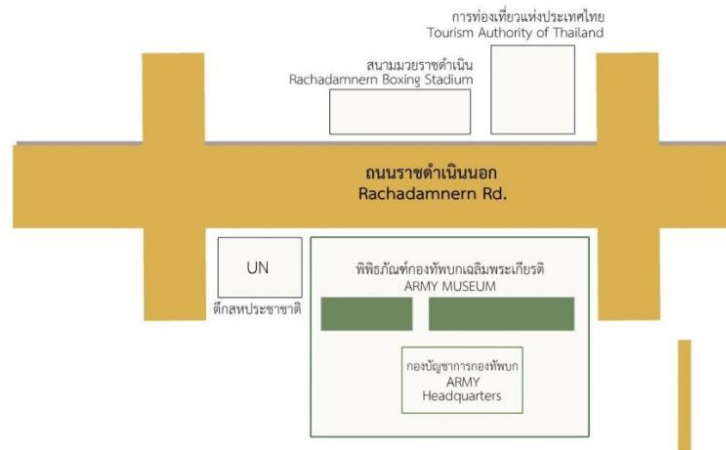 การท่องเที่ยวแห่งประเทศไทย
Tourism Authority of Thailand
สนามมวยราชดำเนิน
Rachadamnern Boxing Stadium
ถนนราชดำเนินนอก
Rachadamnern Rd.
UN
ตึกสหประชาชาติ
พิพิธภัณฑ์กองทัพบกเฉลิมพระเกียรติ
ARMY MUSEUM
กองบัญชาการกองทัพบก
ARMY
Headquarters